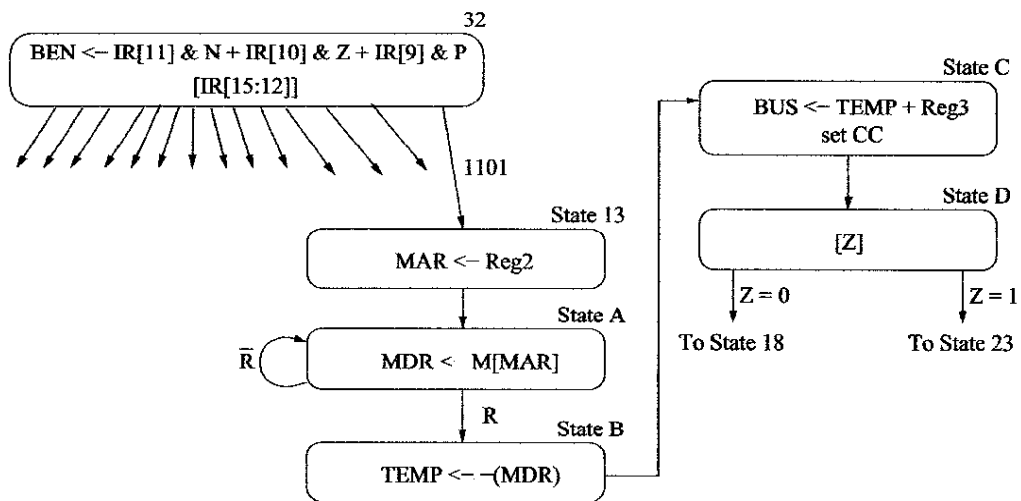 32
BEN <– IR[11] & N + IR[10] & Z + IR[9] & P
[IR[15:12]]
1101
State 13
MAR <– Reg2
State A
R̅
MDR < M[MAR]
R
State B
TEMP <– –(MDR)
State C
BUS <– TEMP + Reg3
set CC
State D
[Z]
Z = 0
Z = 1
To State 18
To State 23